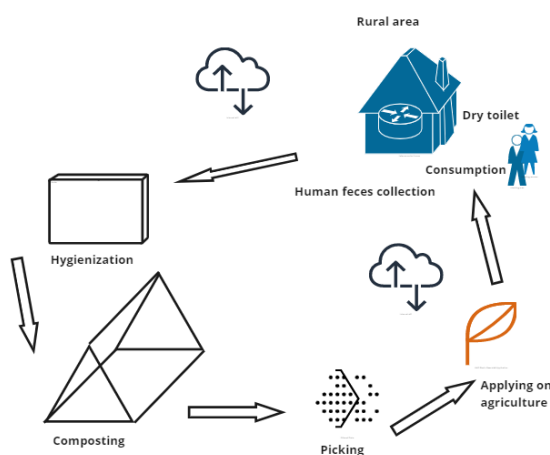 Rural area
Dry toilet
Consumption
Human feces collection
Hygienization
Applying on
agriculture
Composting
Picking